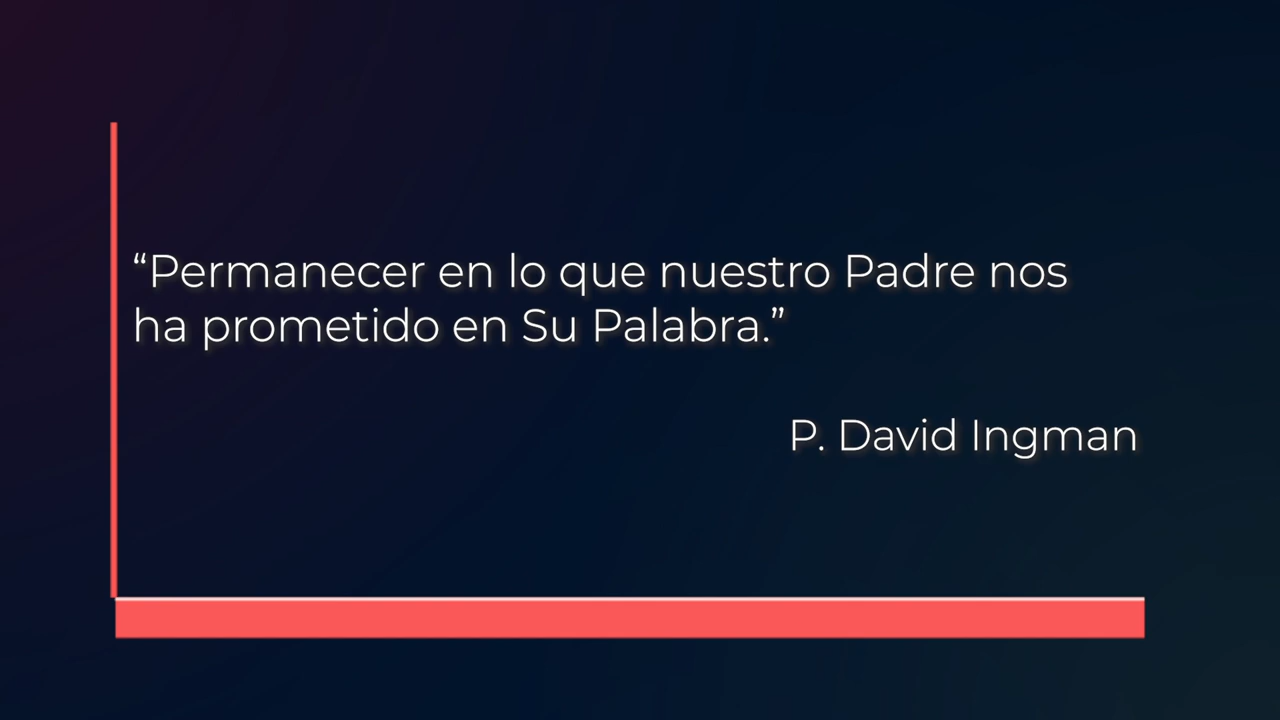 “Permanecer en lo que nuestro Padre nos
ha prometido en Su Palabra.”
P. David Ingman